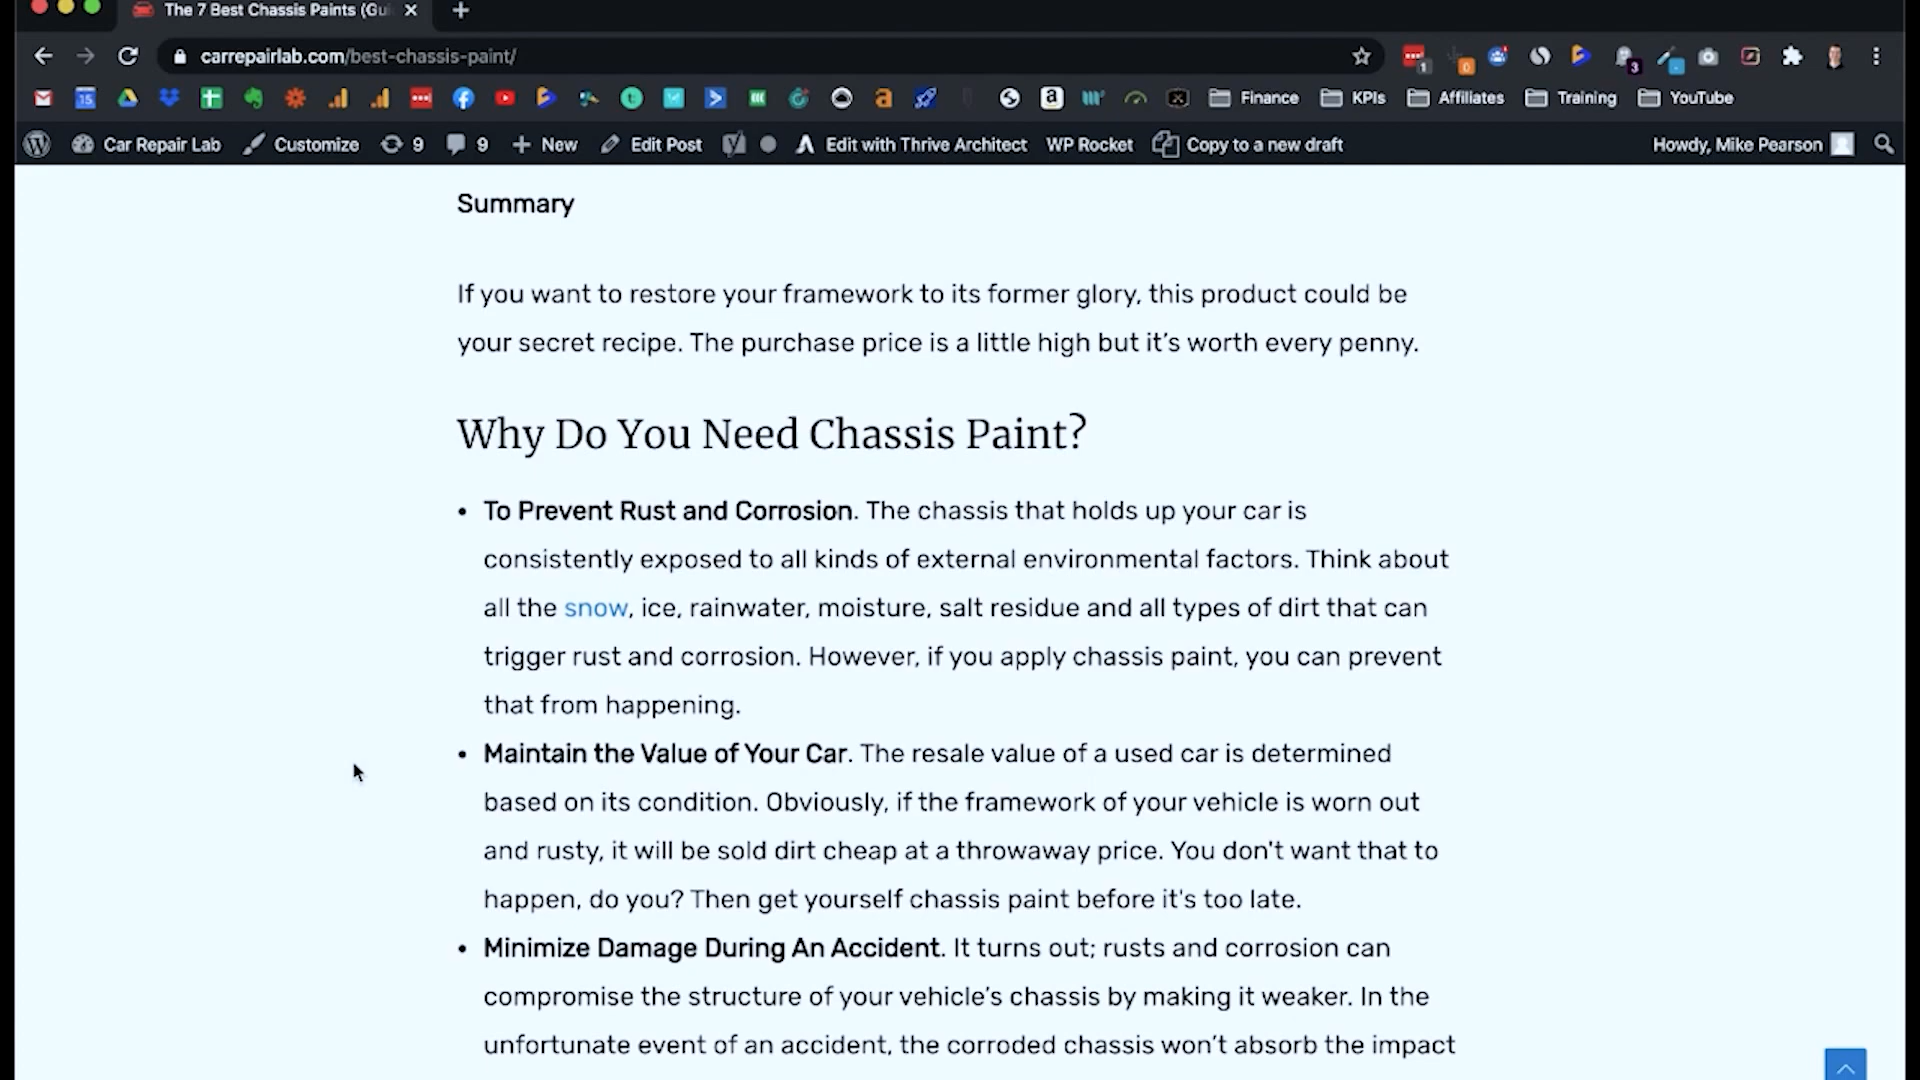 The 7 Best Chassis Paints (Gui
carrepairlab.com/best-chassis-paint/
1
0
3
15
a
a
Finance
KPIs
Affiliates
Training
YouTube
Car Repair Lab
Customize
9
9
New
Edit Post
Edit with Thrive Architect
WP Rocket
Copy to a new draft
Howdy, Mike Pearson
Summary
If you want to restore your framework to its former glory, this product could be
your secret recipe. The purchase price is a little high but it’s worth every penny.
Why Do You Need Chassis Paint?
• To Prevent Rust and Corrosion. The chassis that holds up your car is
consistently exposed to all kinds of external environmental factors. Think about
all the snow, ice, rainwater, moisture, salt residue and all types of dirt that can
trigger rust and corrosion. However, if you apply chassis paint, you can prevent
that from happening.
• Maintain the Value of Your Car. The resale value of a used car is determined
based on its condition. Obviously, if the framework of your vehicle is worn out
and rusty, it will be sold dirt cheap at a throwaway price. You don't want that to
happen, do you? Then get yourself chassis paint before it's too late.
• Minimize Damage During An Accident. It turns out; rusts and corrosion can
compromise the structure of your vehicle’s chassis by making it weaker. In the
unfortunate event of an accident, the corroded chassis won’t absorb the impact